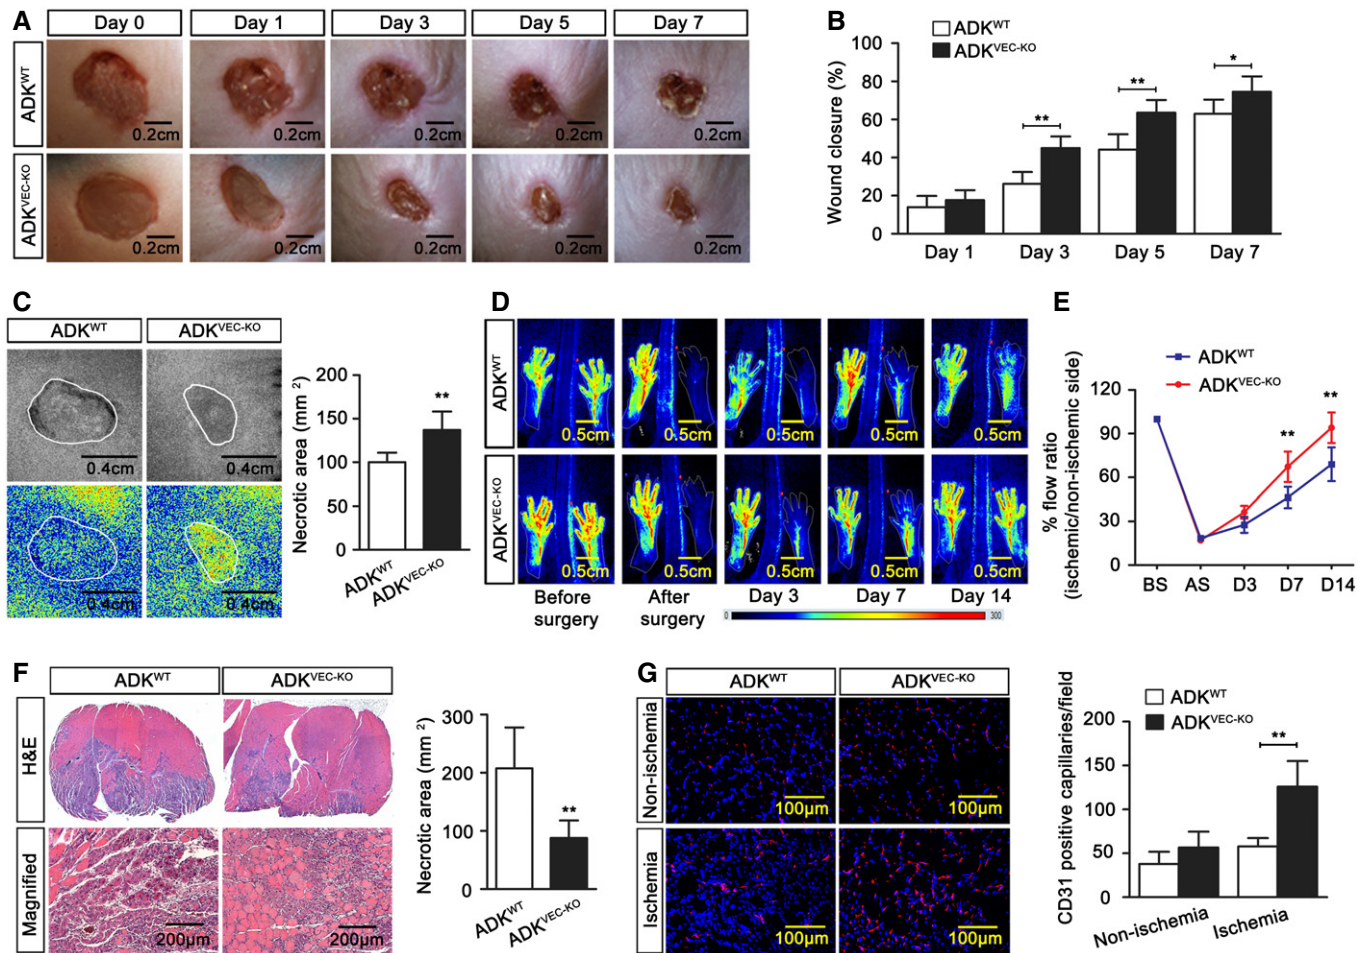 A
Day 0 Day 1 Day 3 Day 5 Day 7
ADKWT
0.2cm 0.2cm 0.2cm 0.2cm 0.2cm
ADKVEC-KO
0.2cm 0.2cm 0.2cm 0.2cm 0.2cm
B
ADKWT
ADKVEC-KO
Wound closure (%)
100
80
60
40
20
0
** ** *
Day 1 Day 3 Day 5 Day 7
C
ADKWT ADKVEC-KO
0.4cm 0.4cm
0.4cm 0.4cm
Necrotic area (mm 2)
200
150
100
50
0
**
ADKWT
ADKVEC-KO
D
ADKWT
0.5cm 0.5cm 0.5cm 0.5cm 0.5cm
ADKVEC-KO
0.5cm 0.5cm 0.5cm 0.5cm 0.5cm
Before surgery After surgery Day 3 Day 7 Day 14
0 300
E
ADKWT
ADKVEC-KO
% flow ratio
(ischemic/non-ischemic side)
120
90
60
30
0
** **
BS AS D3 D7 D14
F
ADKWT ADKVEC-KO
H&E
Magnified
200μm 200μm
Necrotic area (mm 2)
300
200
100
0
**
ADKWT
ADKVEC-KO
G
ADKWT ADKVEC-KO
Non-ischemia
100μm 100μm
Ischemia
100μm 100μm
ADKWT
ADKVEC-KO
CD31 positive capillaries/field
200
150
100
50
0
**
Non-ischemia Ischemia